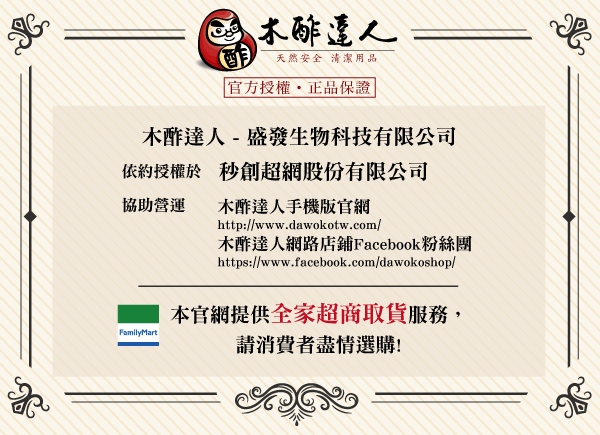 酢
木酢達人
天然安全 清潔用品
官方授權・正品保證
木酢達人 - 盛發生物科技有限公司
依約授權於 秒創超網股份有限公司
協助營運 木酢達人手機版官網
http://www.dawokotw.com/
木酢達人網路店鋪Facebook粉絲團
https://www.facebook.com/dawokoshop/
FamilyMart
本官網提供全家超商取貨服務，
請消費者盡情選購!